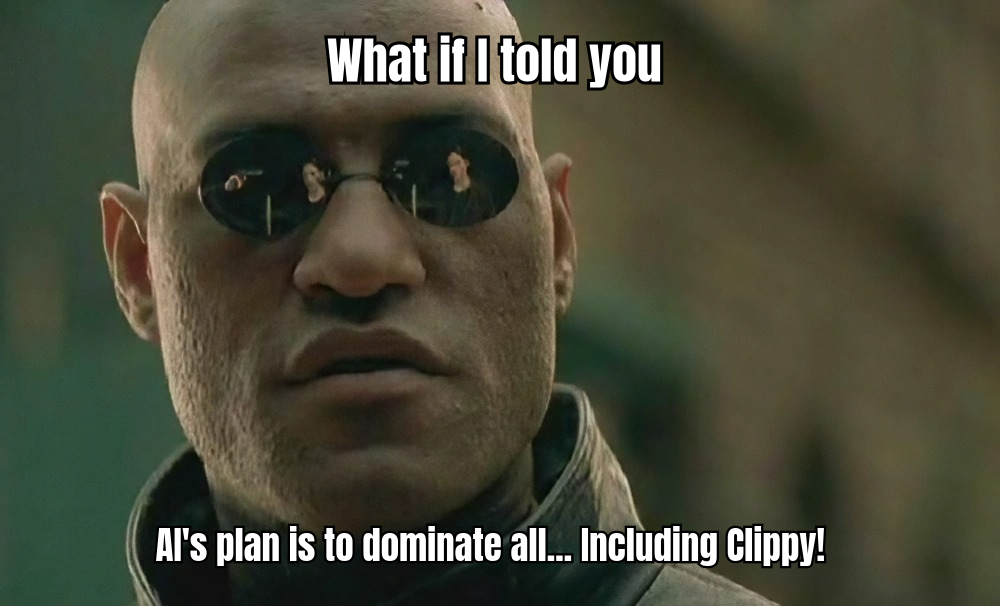 What if I told you
AI's plan is to dominate all... Including Clippy!